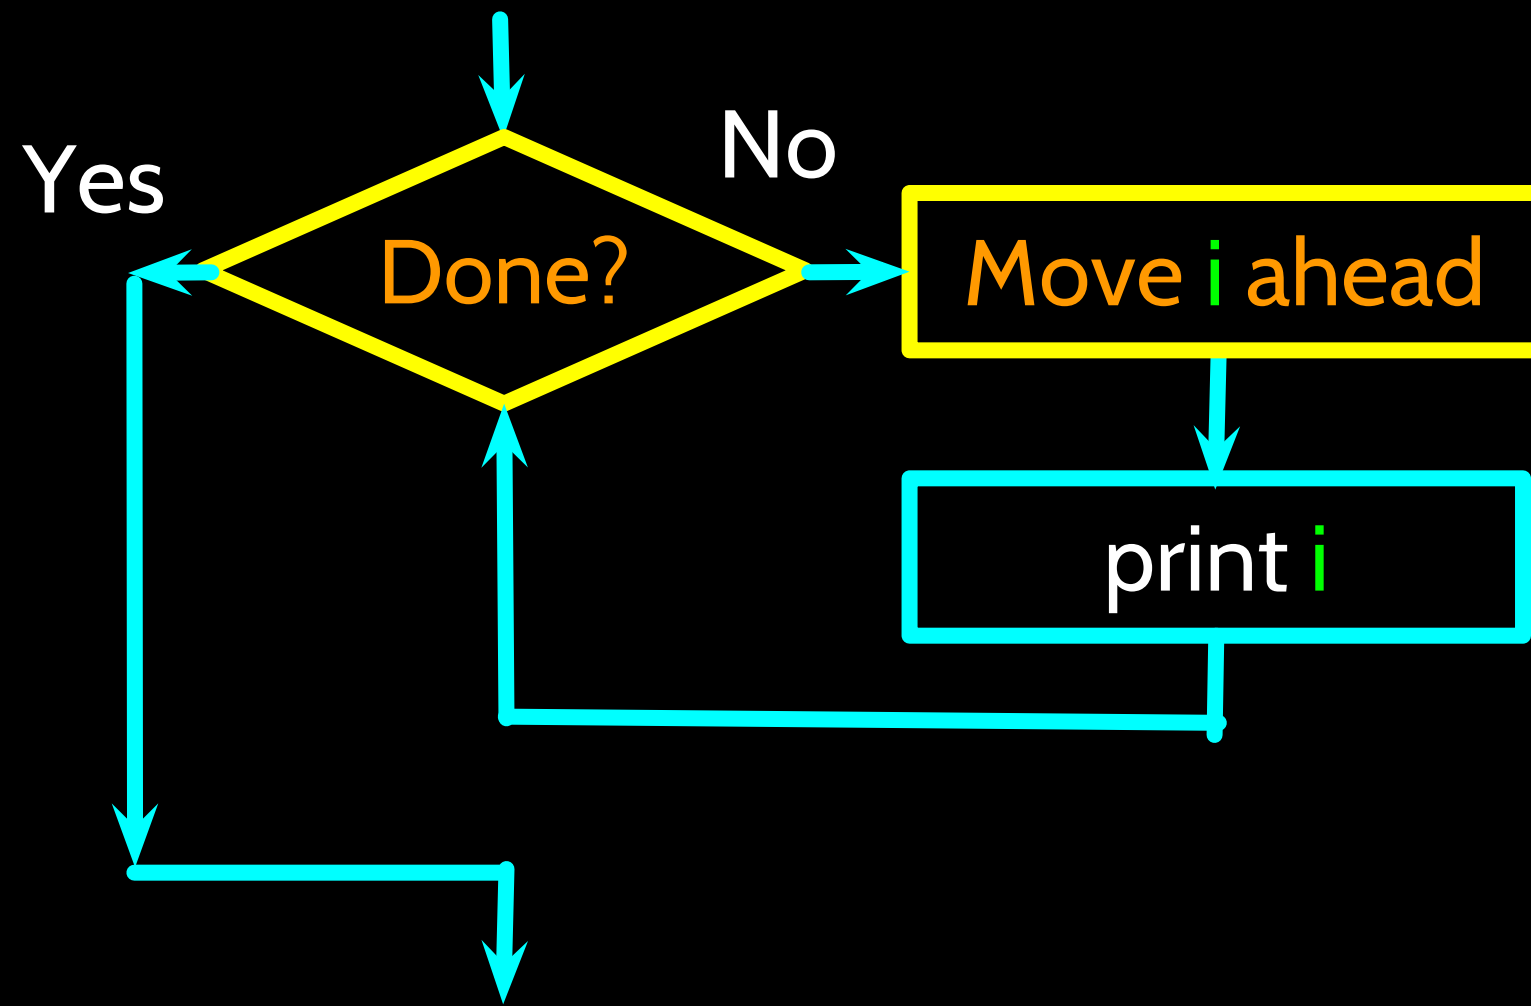 No
Yes
Done?
Move i ahead
print i